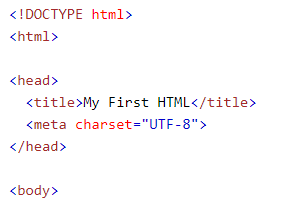 <!DOCTYPE html>
<html>
<head>
<title>My First HTML</title>
<meta charset="UTF-8">
</head>
<body>